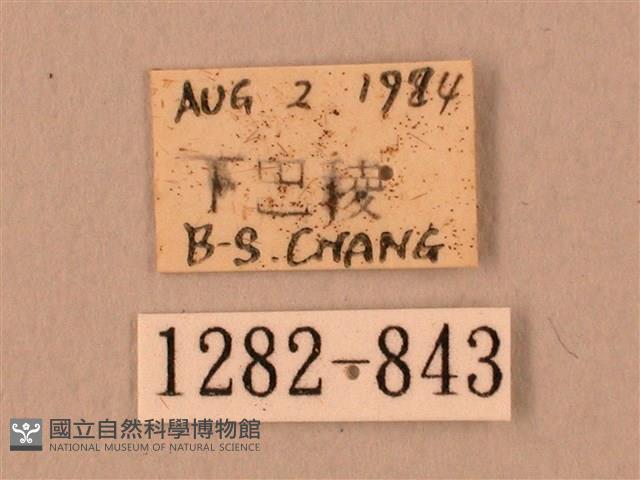 AUG 2 1984
下巴稜
B-S. CHANG
1282-843
國立自然科學博物館
NATIONAL MUSEUM OF NATURAL SCIENCE